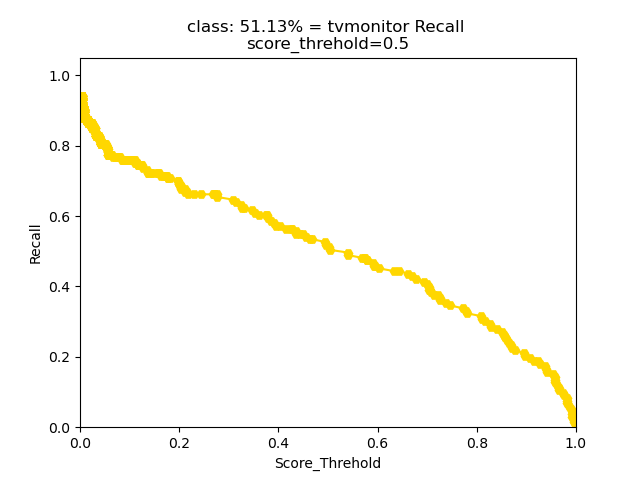 class: 51.13% = tvmonitor Recall
score_threhold=0.5
Recall
1.0
0.8
0.6
0.4
0.2
0.0
0.0 0.2 0.4 0.6 0.8 1.0
Score_Threhold